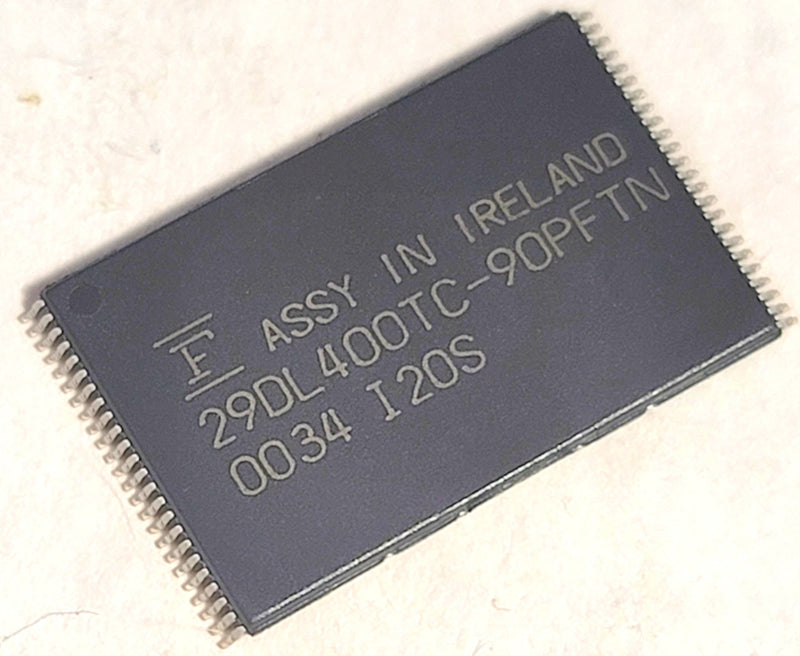 F ASSY IN IRELAND
29DL400TC-90PFTN
0034 I20S